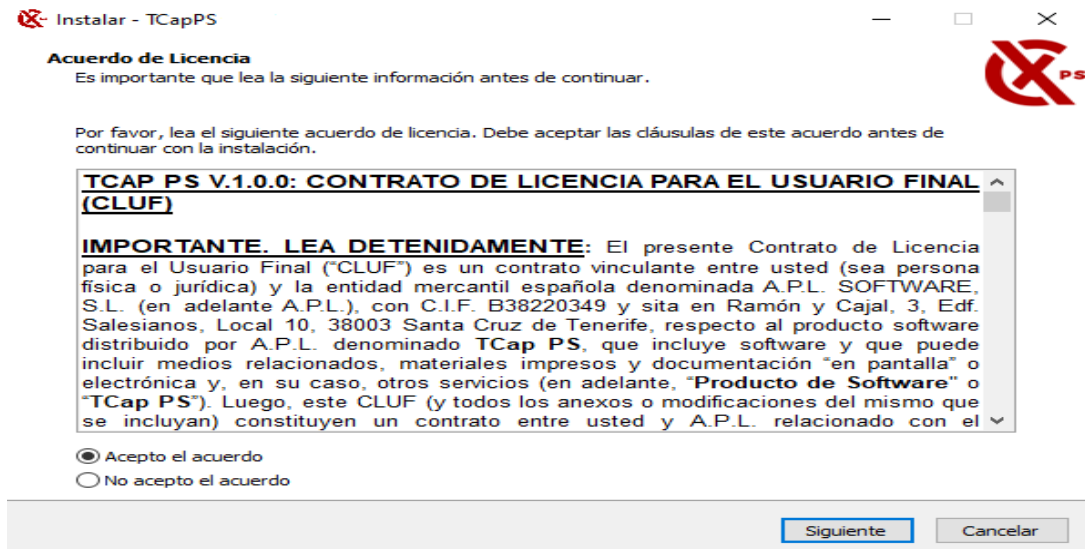 Instalar - TCapPS
Acuerdo de Licencia
Es importante que lea la siguiente información antes de continuar.
PS
Por favor, lea el siguiente acuerdo de licencia. Debe aceptar las cláusulas de este acuerdo antes de
continuar con la instalación.
TCAP PS V.1.0.0: CONTRATO DE LICENCIA PARA EL USUARIO FINAL
(CLUF)
IMPORTANTE. LEA DETENIDAMENTE: El presente Contrato de Licencia
para el Usuario Final (“CLUF”) es un contrato vinculante entre usted (sea persona
física o jurídica) y la entidad mercantil española denominada A.P.L. SOFTWARE,
S.L. (en adelante A.P.L.), con C.I.F. B38220349 y sita en Ramón y Cajal, 3, Edf.
Salesianos, Local 10, 38003 Santa Cruz de Tenerife, respecto al producto software
distribuido por A.P.L. denominado TCap PS, que incluye software y que puede
incluir medios relacionados, materiales impresos y documentación “en pantalla” o
electrónica y, en su caso, otros servicios (en adelante, “Producto de Software” o
“TCap PS”). Luego, este CLUF (y todos los anexos o modificaciones del mismo que
se incluyan) constituyen un contrato entre usted y A.P.L. relacionado con el
Acepto el acuerdo
No acepto el acuerdo
Siguiente
Cancelar